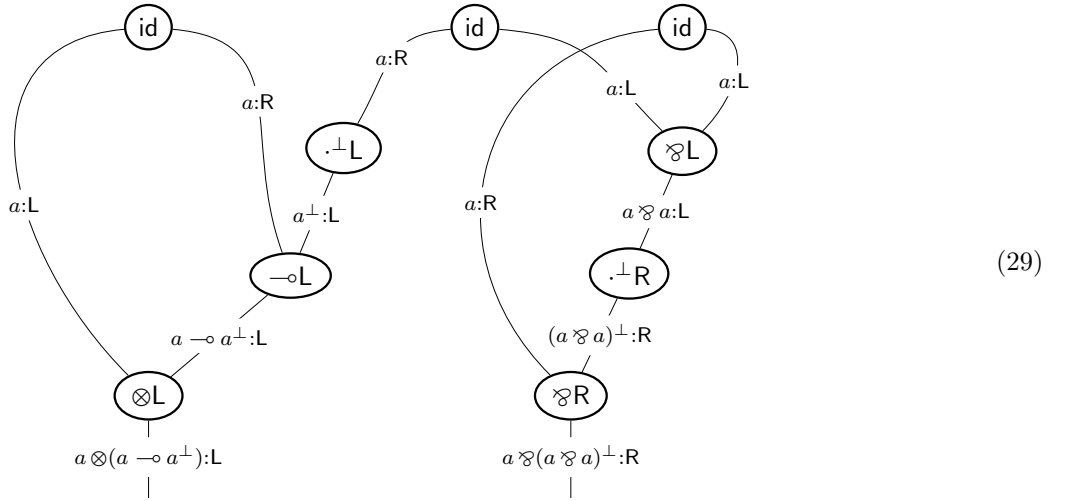 id id id
a:R
a:L a:L
a:R
·⊥L ⅋L
a:L a:R
a⊥:L a ⅋ a:L
⊸L ·⊥R (29)
a ⊸ a⊥:L (a ⅋ a)⊥:R
⊗L ⅋R
a⊗(a ⊸ a⊥):L a⅋(a ⅋ a)⊥:R